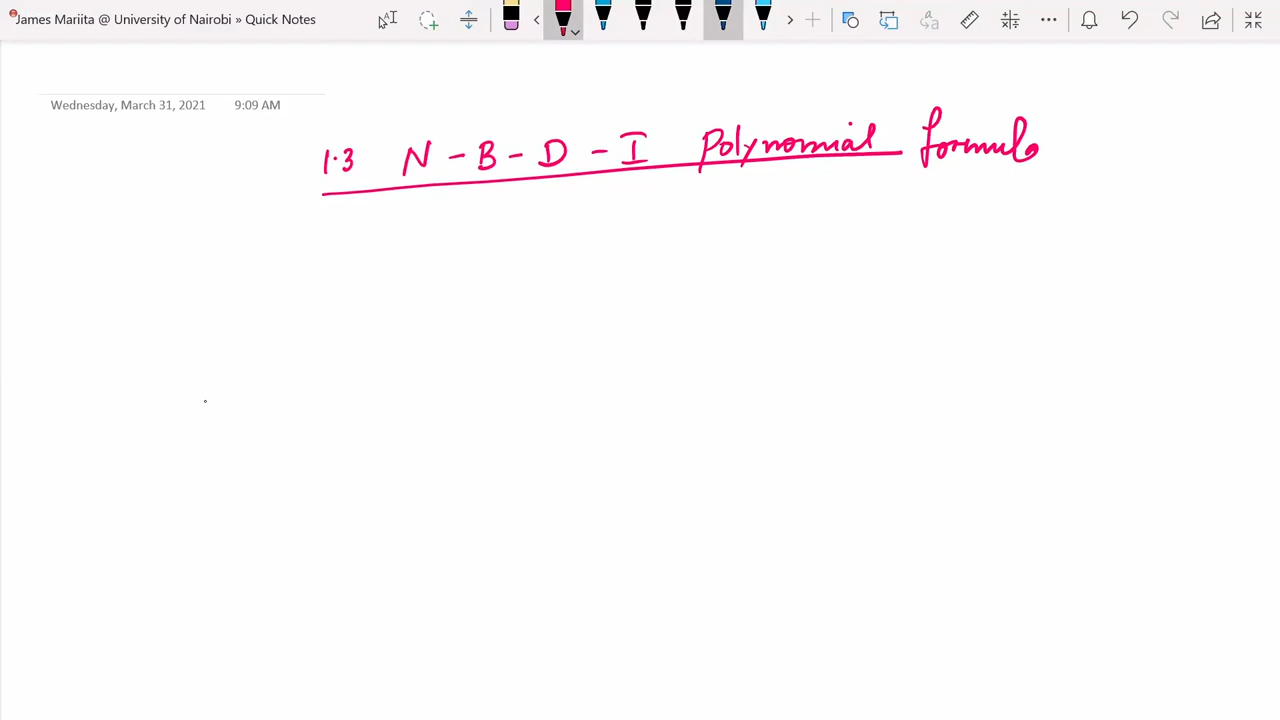 James Mariita @ University of Nairobi » Quick Notes
Wednesday, March 31, 2021 9:09 AM
1.3 N - B - D - I Polynomial formula